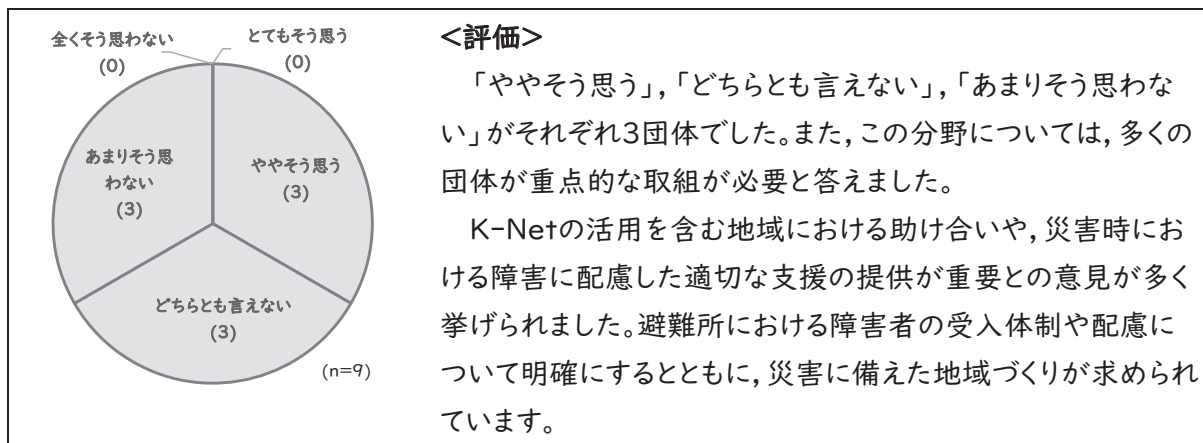 全くそう思わない
(0)
とてもそう思う
(0)
あまりそう思
わない
(3)
ややそう思う
(3)
どちらとも言えない
(3)
(n=9)
<評価>
「ややそう思う」,「どちらとも言えない」,「あまりそう思わな
い」がそれぞれ3団体でした。また,この分野については,多くの
団体が重点的な取組が必要と答えました。
K-Netの活用を含む地域における助け合いや,災害時にお
ける障害に配慮した適切な支援の提供が重要との意見が多く
挙げられました。避難所における障害者の受入体制や配慮に
ついて明確にするとともに,災害に備えた地域づくりが求められ
ています。